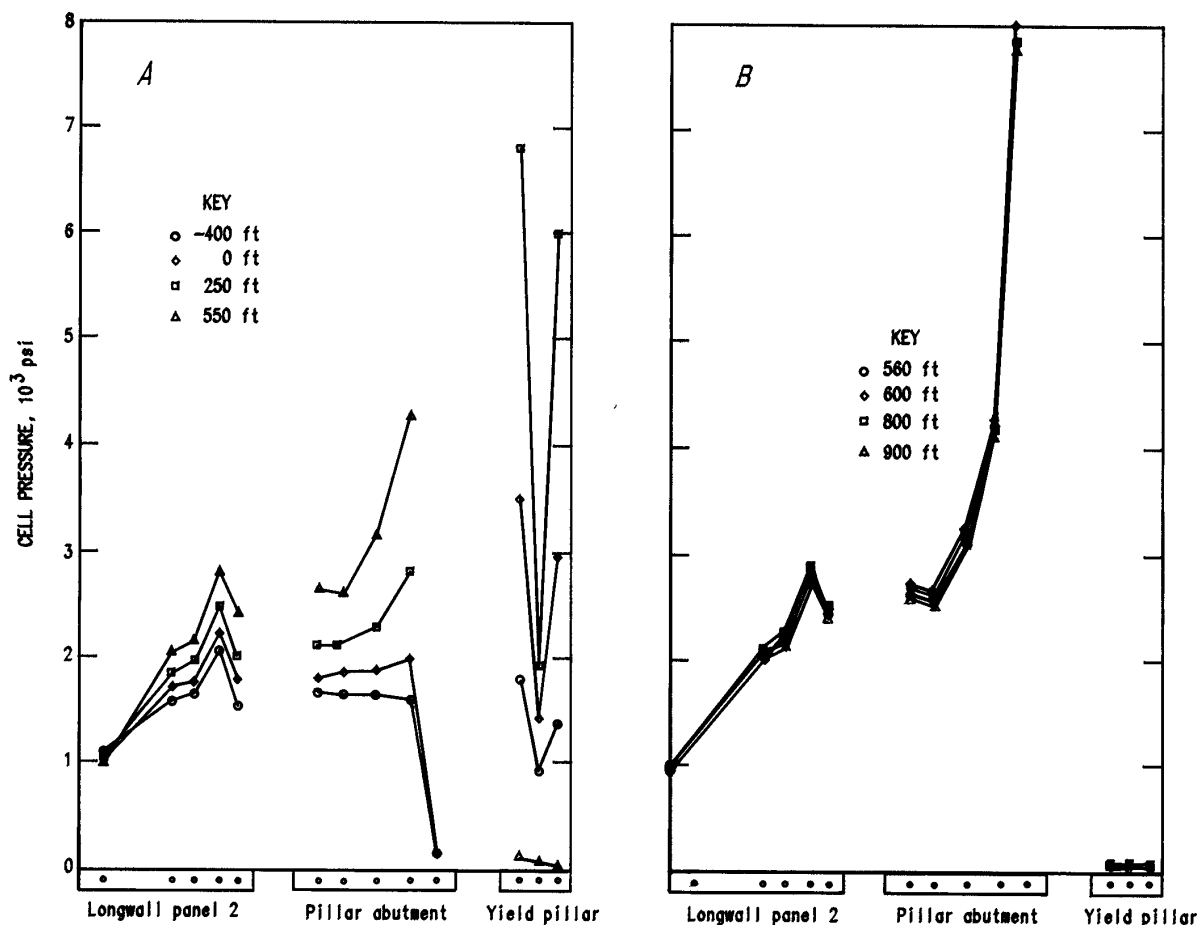 8
7
6
5
4
3
2
1
0
CELL PRESSURE, 10³ psi
A
KEY
-400 ft
0 ft
250 ft
550 ft
Longwall panel 2
Pillar abutment
Yield pillar
B
KEY
560 ft
600 ft
800 ft
900 ft
Longwall panel 2
Pillar abutment
Yield pillar